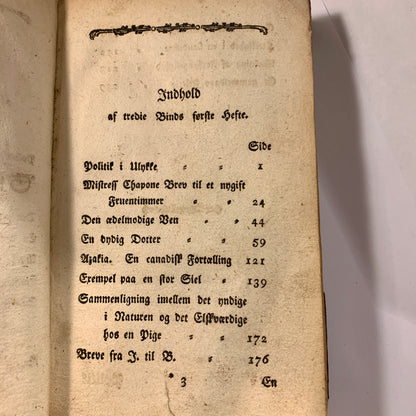 Indhold
af tredie Binds første Hefte.
Side
Politik i Ulykke " " 1
Mistreß Chapone Brev til et nygift
Fruentimmer " " 24
Den ædelmodige Ven " " 44
En dydig Dotter " " 59
Azakia. En canadisk Fortælling 121
Exempel paa en stor Siel " 139
Sammenligning imellem det yndige
i Naturen og det Elskværdige
hos en Pige " " 172
Breve fra J. til B. " " 176
* 3 En